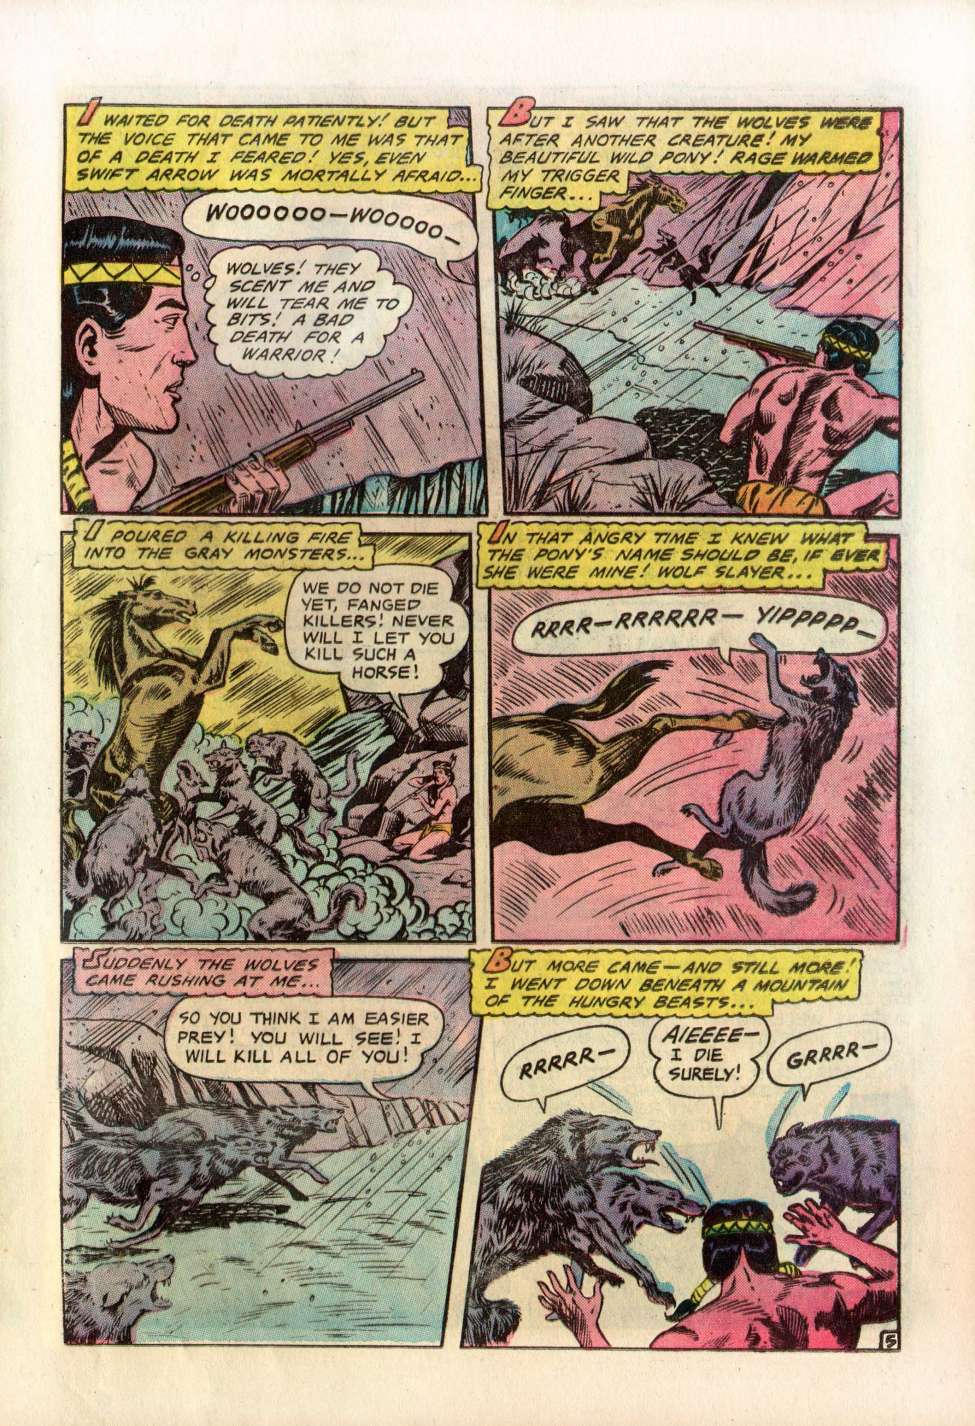 I WAITED FOR DEATH PATIENTLY! BUT
THE VOICE THAT CAME TO ME WAS THAT
OF A DEATH I FEARED! YES, EVEN
SWIFT ARROW WAS MORTALLY AFRAID...
WOOOOOO—WOOOOO—
WOLVES! THEY
SCENT ME AND
WILL TEAR ME TO
BITS! A BAD
DEATH FOR A
WARRIOR!
BUT I SAW THAT THE WOLVES WERE
AFTER ANOTHER CREATURE! MY
BEAUTIFUL WILD PONY! RAGE WARMED
MY TRIGGER
FINGER...
I POURED A KILLING FIRE
INTO THE GRAY MONSTERS...
WE DO NOT DIE
YET, FANGED
KILLERS! NEVER
WILL I LET YOU
KILL SUCH A
HORSE!
IN THAT ANGRY TIME I KNEW WHAT
THE PONY'S NAME SHOULD BE, IF EVER
SHE WERE MINE! WOLF SLAYER...
RRRR—RRRRRR—YIPPPPP—
SUDDENLY THE WOLVES
CAME RUSHING AT ME...
SO YOU THINK I AM EASIER
PREY! YOU WILL SEE! I
WILL KILL ALL OF YOU!
BUT MORE CAME—AND STILL MORE!
I WENT DOWN BENEATH A MOUNTAIN
OF THE HUNGRY BEASTS...
RRRRR—
AIEEEE—
I DIE
SURELY!
GRRRR—
5